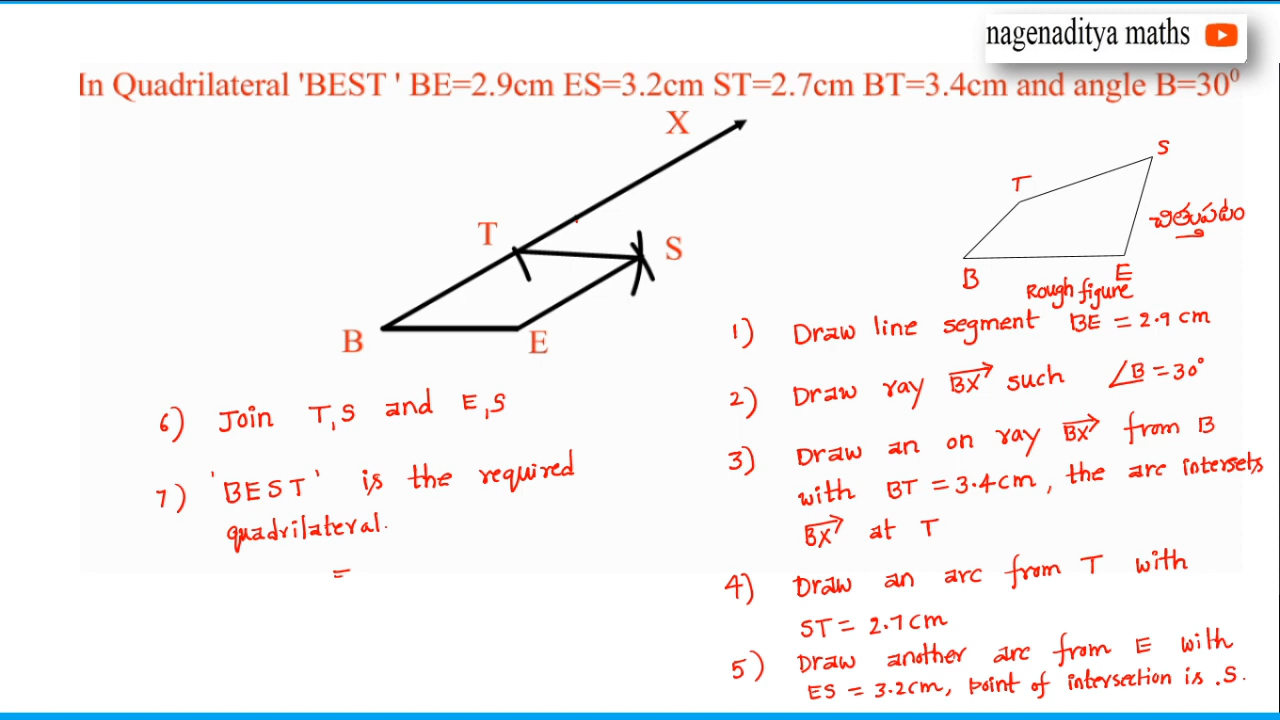 nagenaditya maths
In Quadrilateral 'BEST ' BE=2.9cm ES=3.2cm ST=2.7cm BT=3.4cm and angle B=30⁰
X
T
S
B
E
T
S
B
E
చిత్తుపటం
Rough figure
1) Draw line segment BE = 2.9 cm
2) Draw ray BX→ such ∠B = 30°
3) Draw an on ray BX→ from B
with BT = 3.4cm, the arc intersets
BX→ at T
4) Draw an arc from T with
ST = 2.7cm
5) Draw another arc from E with
ES = 3.2cm, point of intersection is .S.
6) Join T,S and E,S
7) 'BEST' is the required
quadrilateral.
=